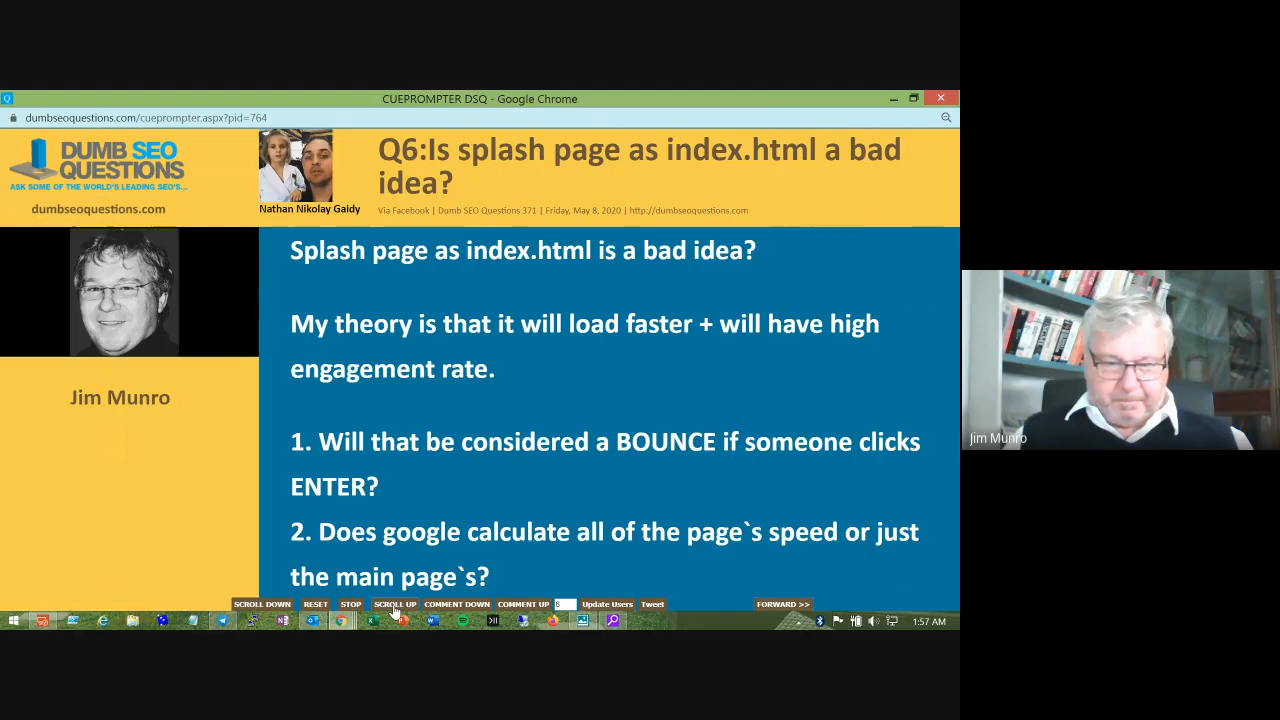 CUEPROMPTER DSQ - Google Chrome
dumbseoquestions.com/cueprompter.aspx?pid=764
DUMB SEO
QUESTIONS
ASK SOME OF THE WORLD'S LEADING SEO'S...
dumbseoquestions.com
Nathan Nikolay Gaidy
Q6:Is splash page as index.html a bad
idea?
Via Facebook | Dumb SEO Questions 371 | Friday, May 8, 2020 | http://dumbseoquestions.com
Jim Munro
Splash page as index.html is a bad idea?
My theory is that it will load faster + will have high
engagement rate.
1. Will that be considered a BOUNCE if someone clicks
ENTER?
2. Does google calculate all of the page`s speed or just
the main page`s?
Jim Munro
SCROLL DOWN RESET STOP SCROLL UP COMMENT DOWN COMMENT UP 6 Update Users Tweet FORWARD >>
1:57 AM